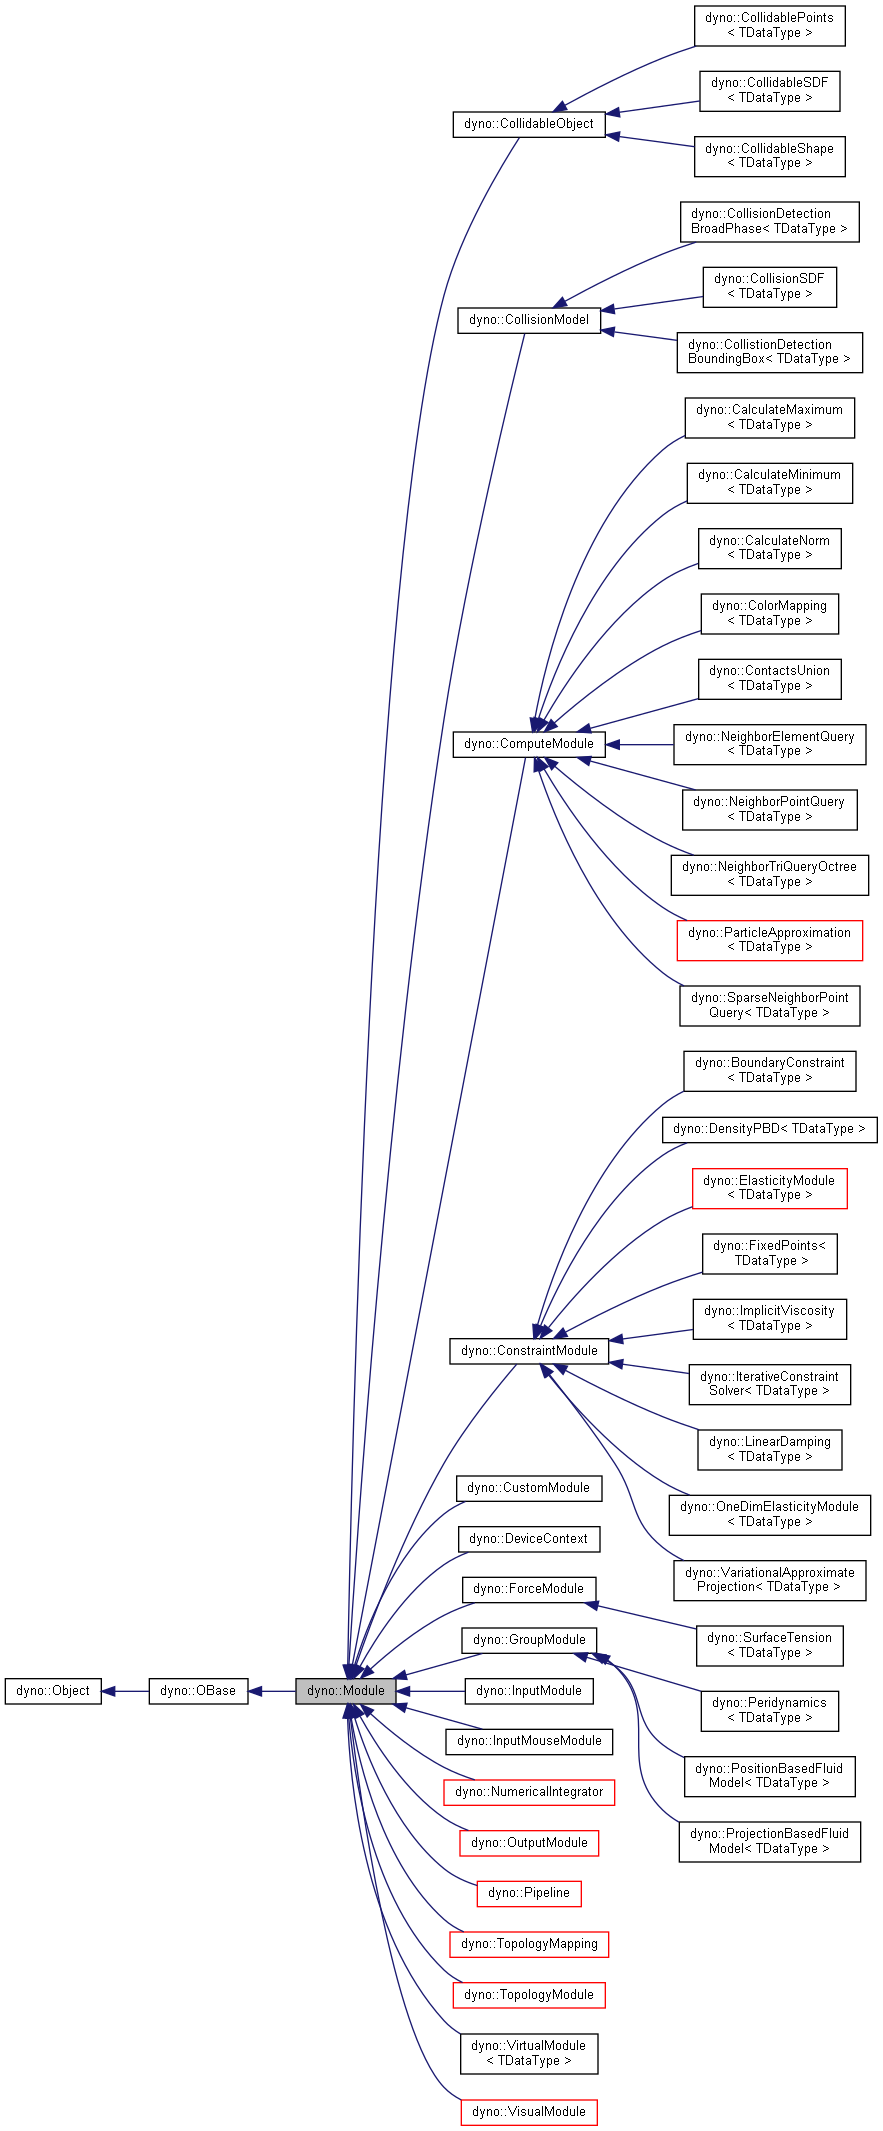 dyno::CollidablePoints
< TDataType >
dyno::CollidableSDF
< TDataType >
dyno::CollidableObject
dyno::CollidableShape
< TDataType >
dyno::CollisionDetection
BroadPhase< TDataType >
dyno::CollisionSDF
< TDataType >
dyno::CollisionModel
dyno::CollistionDetection
BoundingBox< TDataType >
dyno::CalculateMaximum
< TDataType >
dyno::CalculateMinimum
< TDataType >
dyno::CalculateNorm
< TDataType >
dyno::ColorMapping
< TDataType >
dyno::ContactsUnion
< TDataType >
dyno::ComputeModule
dyno::NeighborElementQuery
< TDataType >
dyno::NeighborPointQuery
< TDataType >
dyno::NeighborTriQueryOctree
< TDataType >
dyno::ParticleApproximation
< TDataType >
dyno::SparseNeighborPoint
Query< TDataType >
dyno::BoundaryConstraint
< TDataType >
dyno::DensityPBD< TDataType >
dyno::ElasticityModule
< TDataType >
dyno::FixedPoints<
TDataType >
dyno::ImplicitViscosity
< TDataType >
dyno::ConstraintModule
dyno::IterativeConstraint
Solver< TDataType >
dyno::LinearDamping
< TDataType >
dyno::CustomModule
dyno::OneDimElasticityModule
< TDataType >
dyno::DeviceContext
dyno::VariationalApproximate
Projection< TDataType >
dyno::ForceModule
dyno::SurfaceTension
< TDataType >
dyno::GroupModule
dyno::Object
dyno::OBase
dyno::Module
dyno::InputModule
dyno::Peridynamics
< TDataType >
dyno::InputMouseModule
dyno::PositionBasedFluid
Model< TDataType >
dyno::NumericalIntegrator
dyno::ProjectionBasedFluid
Model< TDataType >
dyno::OutputModule
dyno::Pipeline
dyno::TopologyMapping
dyno::TopologyModule
dyno::VirtualModule
< TDataType >
dyno::VisualModule